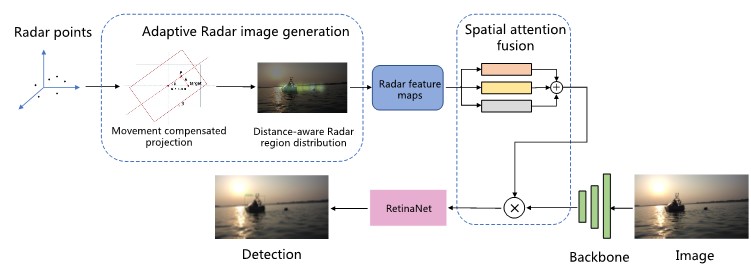 Radar points
Adaptive Radar image generation
Spatial attention
fusion
target
Movement compensated
projection
Distance-aware Radar
region distribution
Radar feature
maps
RetinaNet
Detection
Backbone
Image